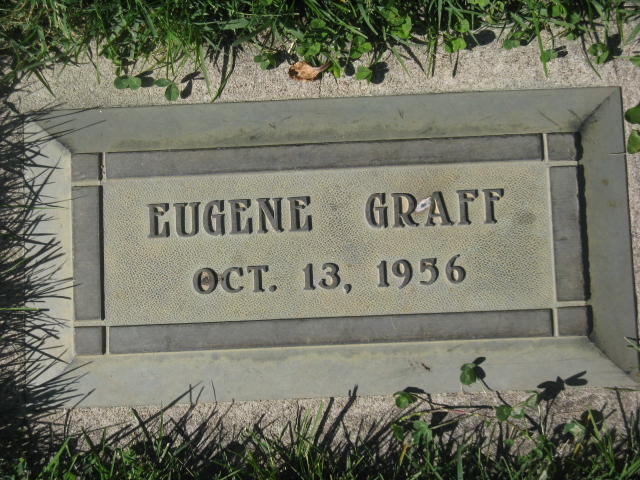 EUGENE GRAFF
OCT. 13, 1956